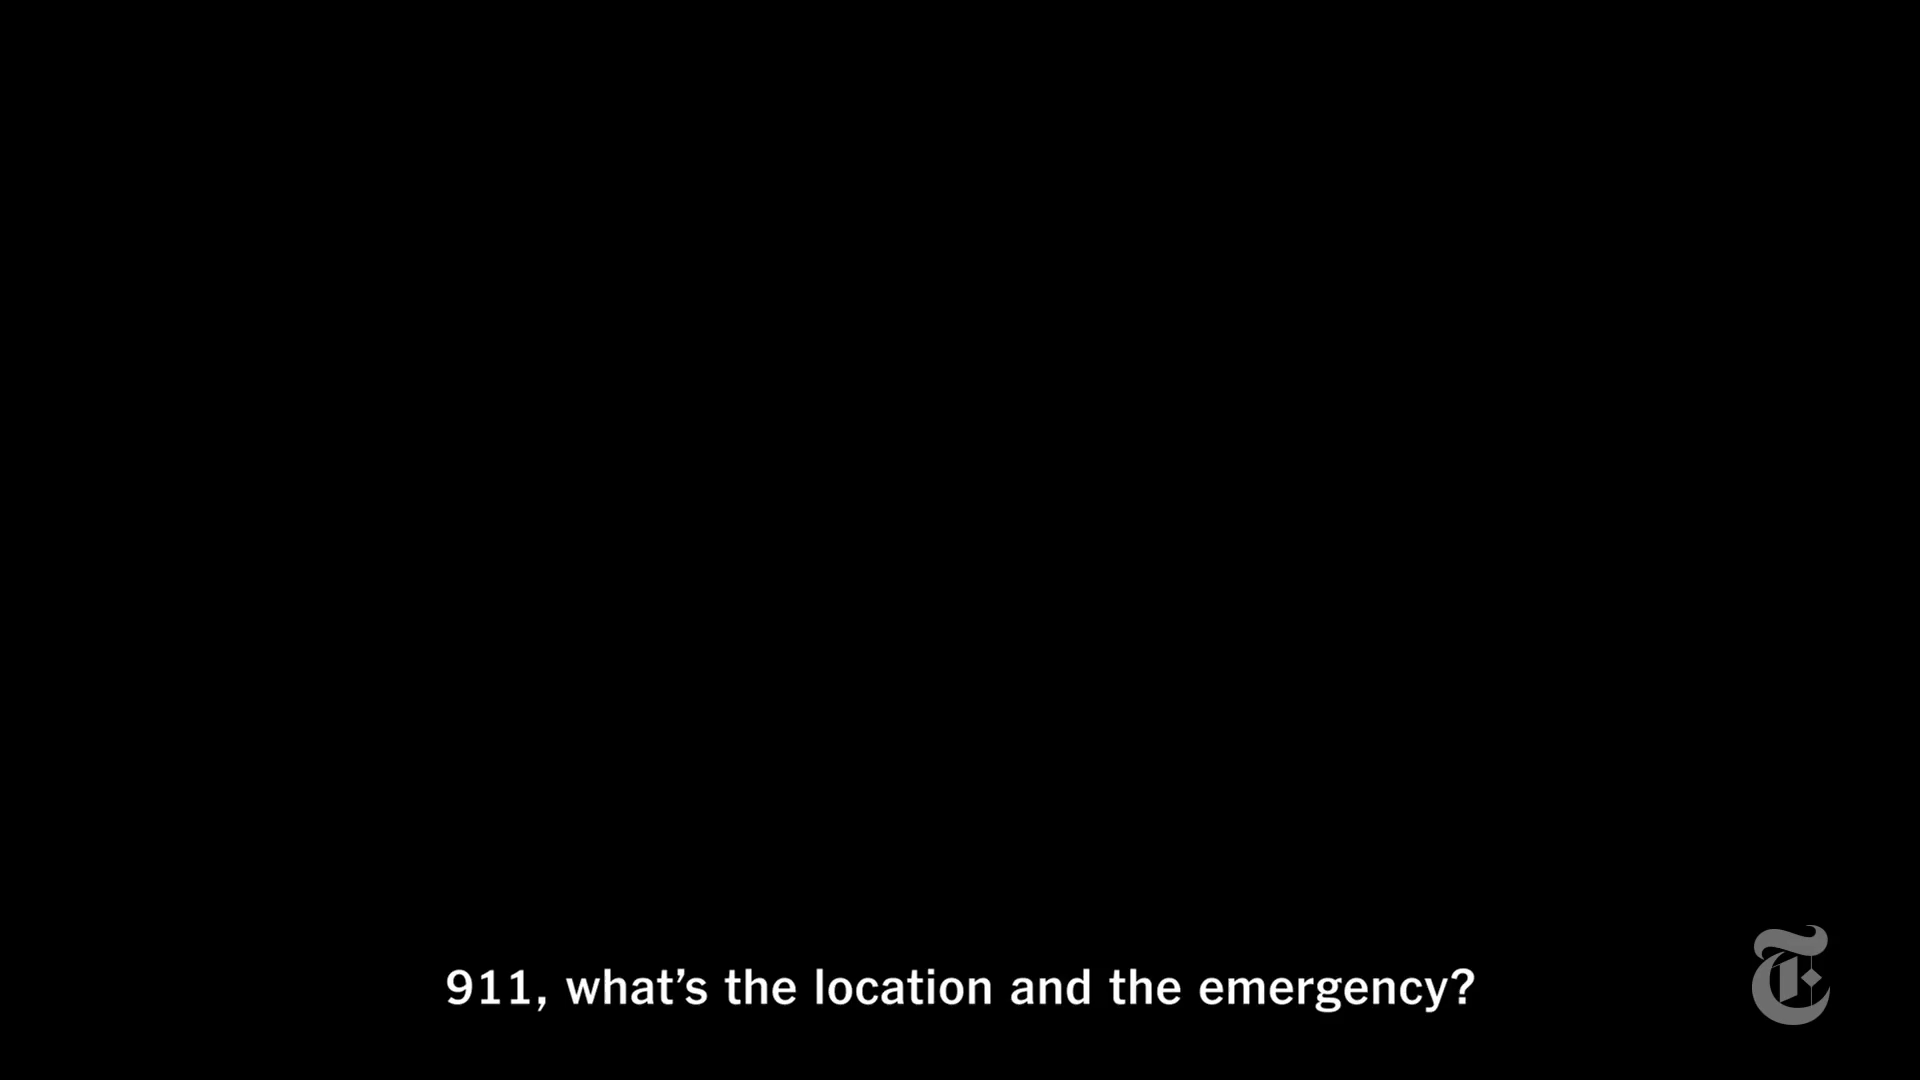 911, what’s the location and the emergency?
T